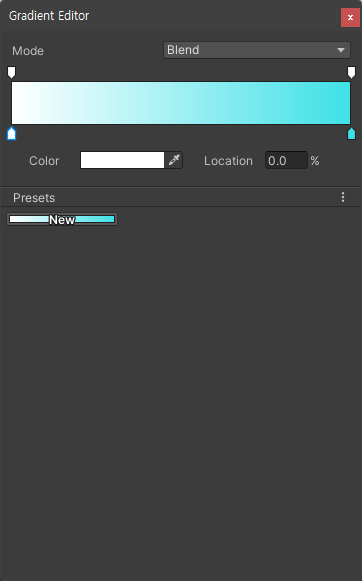 Gradient Editor
x
Mode Blend
Color Location 0.0 %
Presets
New